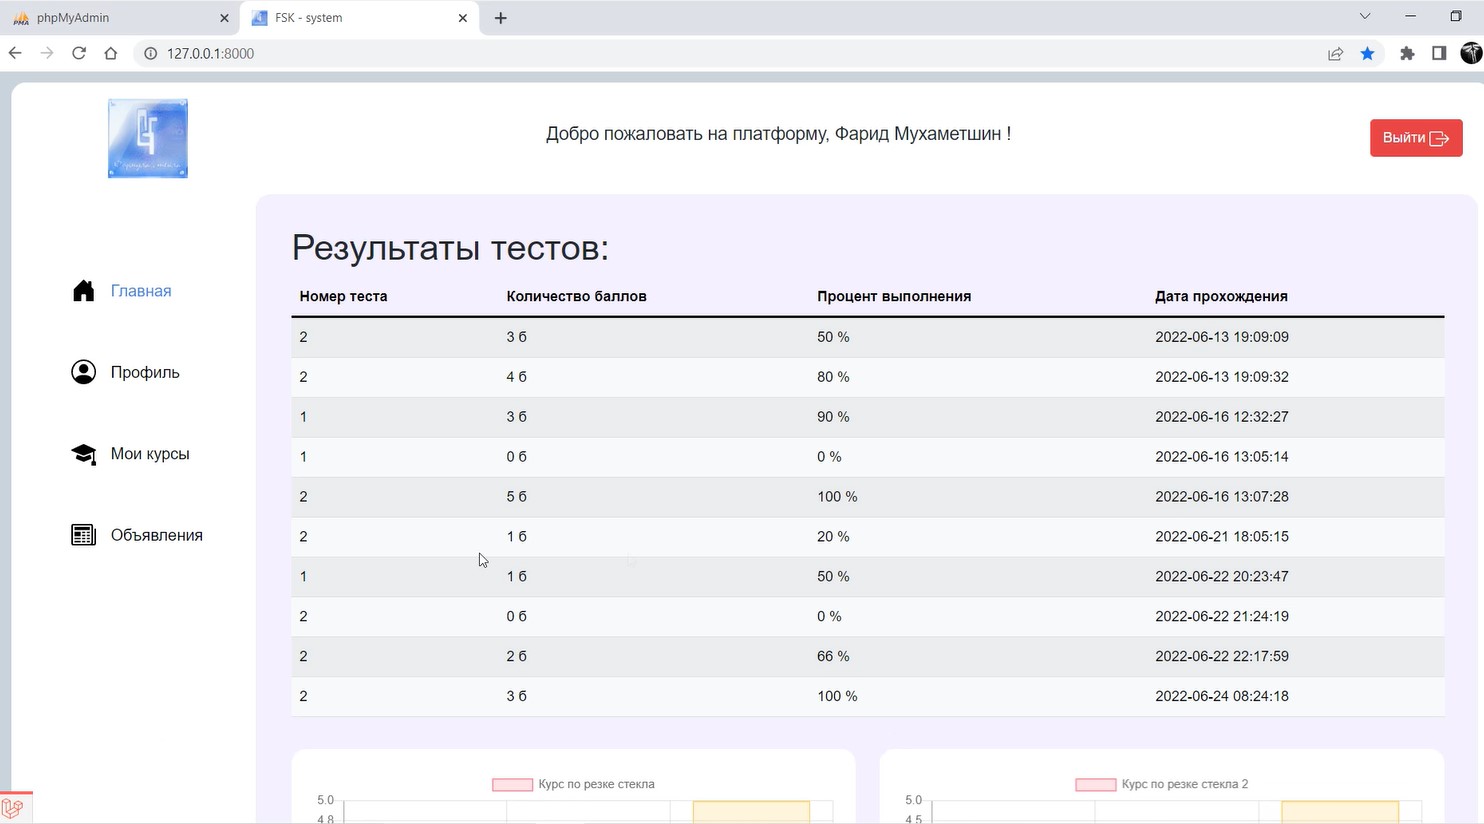 phpMyAdmin
FSK - system
127.0.0.1:8000
Добро пожаловать на платформу, Фарид Мухаметшин !
Выйти
Результаты тестов:
Главная
Профиль
Мои курсы
Объявления
Номер теста Количество баллов Процент выполнения Дата прохождения
2 3 б 50 % 2022-06-13 19:09:09
2 4 б 80 % 2022-06-13 19:09:32
1 3 б 90 % 2022-06-16 12:32:27
1 0 б 0 % 2022-06-16 13:05:14
2 5 б 100 % 2022-06-16 13:07:28
2 1 б 20 % 2022-06-21 18:05:15
1 1 б 50 % 2022-06-22 20:23:47
2 0 б 0 % 2022-06-22 21:24:19
2 2 б 66 % 2022-06-22 22:17:59
2 3 б 100 % 2022-06-24 08:24:18
Курс по резке стекла
5.0
4.8
Курс по резке стекла 2
5.0
4.5